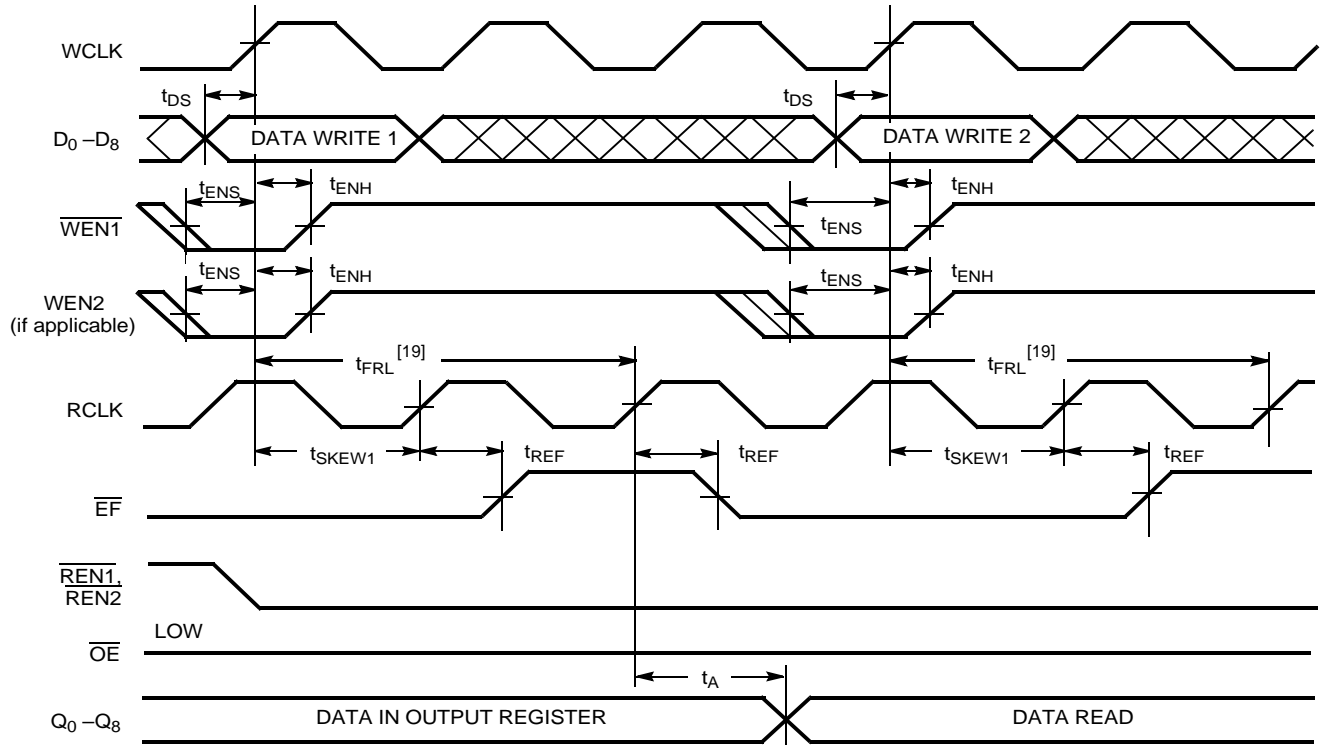 WCLK
tDS
tDS
D0 –D8
DATA WRITE 1
DATA WRITE 2
tENS
tENH
tENS
tENH
WEN1
tENS
tENH
tENS
tENH
WEN2
(if applicable)
tFRL[19]
tFRL[19]
RCLK
tSKEW1
tREF
tREF
tSKEW1
tREF
EF
REN1,
REN2
LOW
OE
tA
Q0 –Q8
DATA IN OUTPUT REGISTER
DATA READ